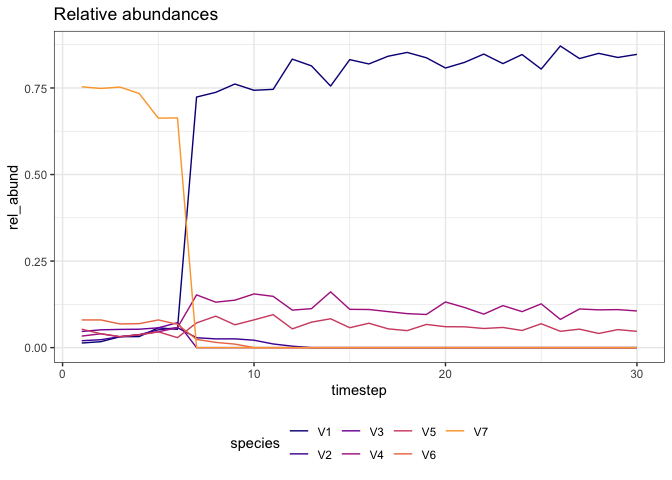 Relative abundances
rel_abund
0.75
0.50
0.25
0.00
0 10 20 30
timestep
species V1 V3 V5 V7
V2 V4 V6